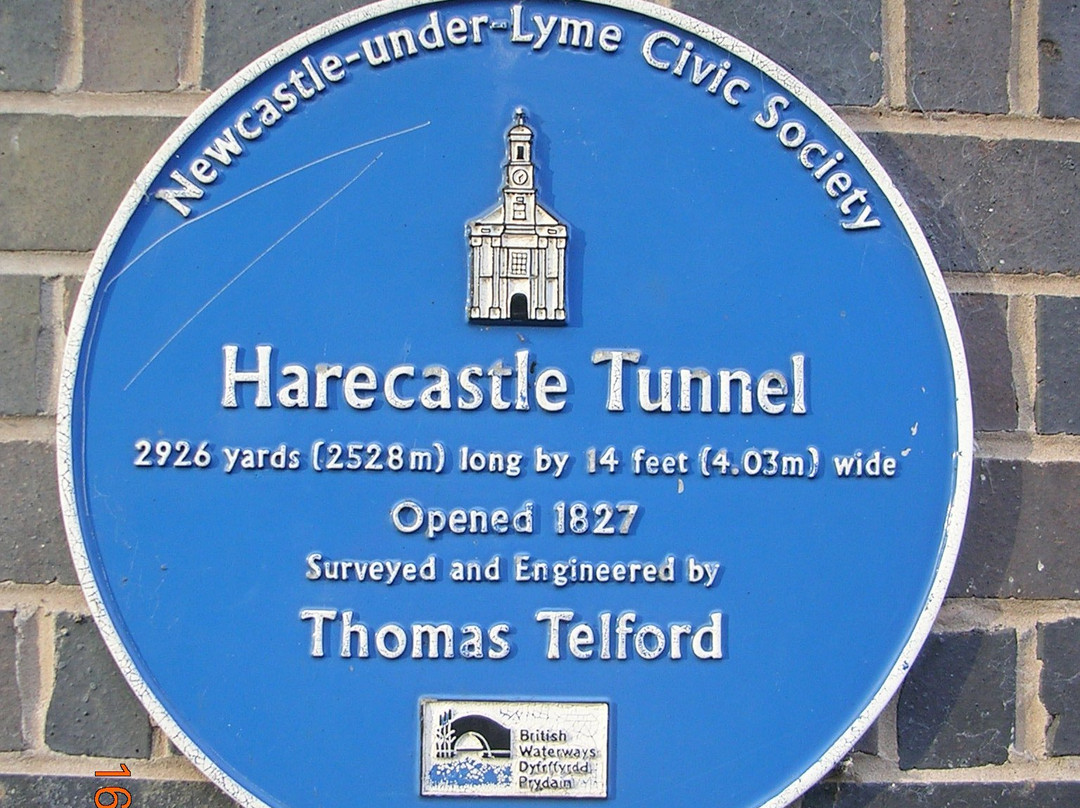 Newcastle-under-Lyme Civic Society
Harecastle Tunnel
2926 yards (2528m) long by 14 feet (4.03m) wide
Opened 1827
Surveyed and Engineered by
Thomas Telford
British
Waterways
Dyfrffyrdd
Prydain
16